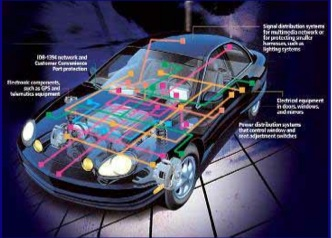 Signal distribution systems
for multimedia network or
for protecting smaller
harnesses, such as
lighting systems
IDB-1394 network and
Customer Convenience
Port protection
Electronic components,
such as GPS and
telematics equipment
Electrical equipment
in doors, windows,
and mirrors
Power distribution systems
that control window and
seat adjustment switches